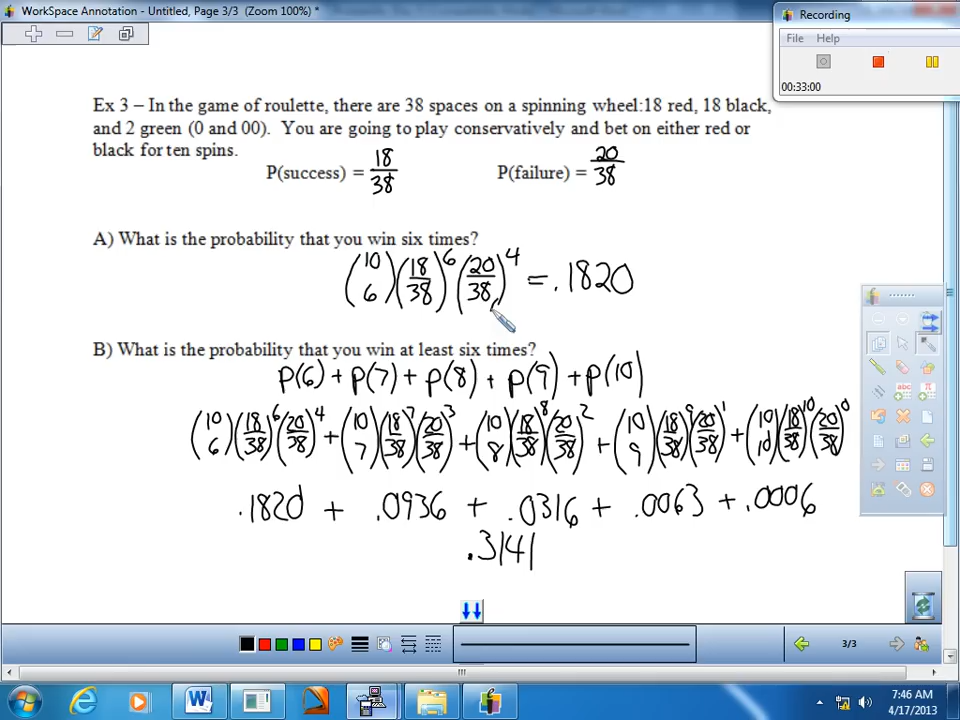 WorkSpace Annotation - Untitled, Page 3/3 (Zoom 100%) *
Recording
File Help
00:33:00
Ex 3 – In the game of roulette, there are 38 spaces on a spinning wheel:18 red, 18 black,
and 2 green (0 and 00). You are going to play conservatively and bet on either red or
black for ten spins.
P(success) = 18/38 P(failure) = 20/38
A) What is the probability that you win six times?
(10 6)(18/38)^6(20/38)^4 = .1820
B) What is the probability that you win at least six times?
P(6) + P(7) + P(8) + P(9) + P(10)
(10 6)(18/38)^6(20/38)^4 + (10 7)(18/38)^7(20/38)^3 + (10 8)(18/38)^8(20/38)^2 + (10 9)(18/38)^9(20/38)^1 + (10 10)(18/38)^10(20/38)^0
.1820 + .0936 + .0316 + .0063 + .0006
.3141
3/3
7:46 AM
4/17/2013